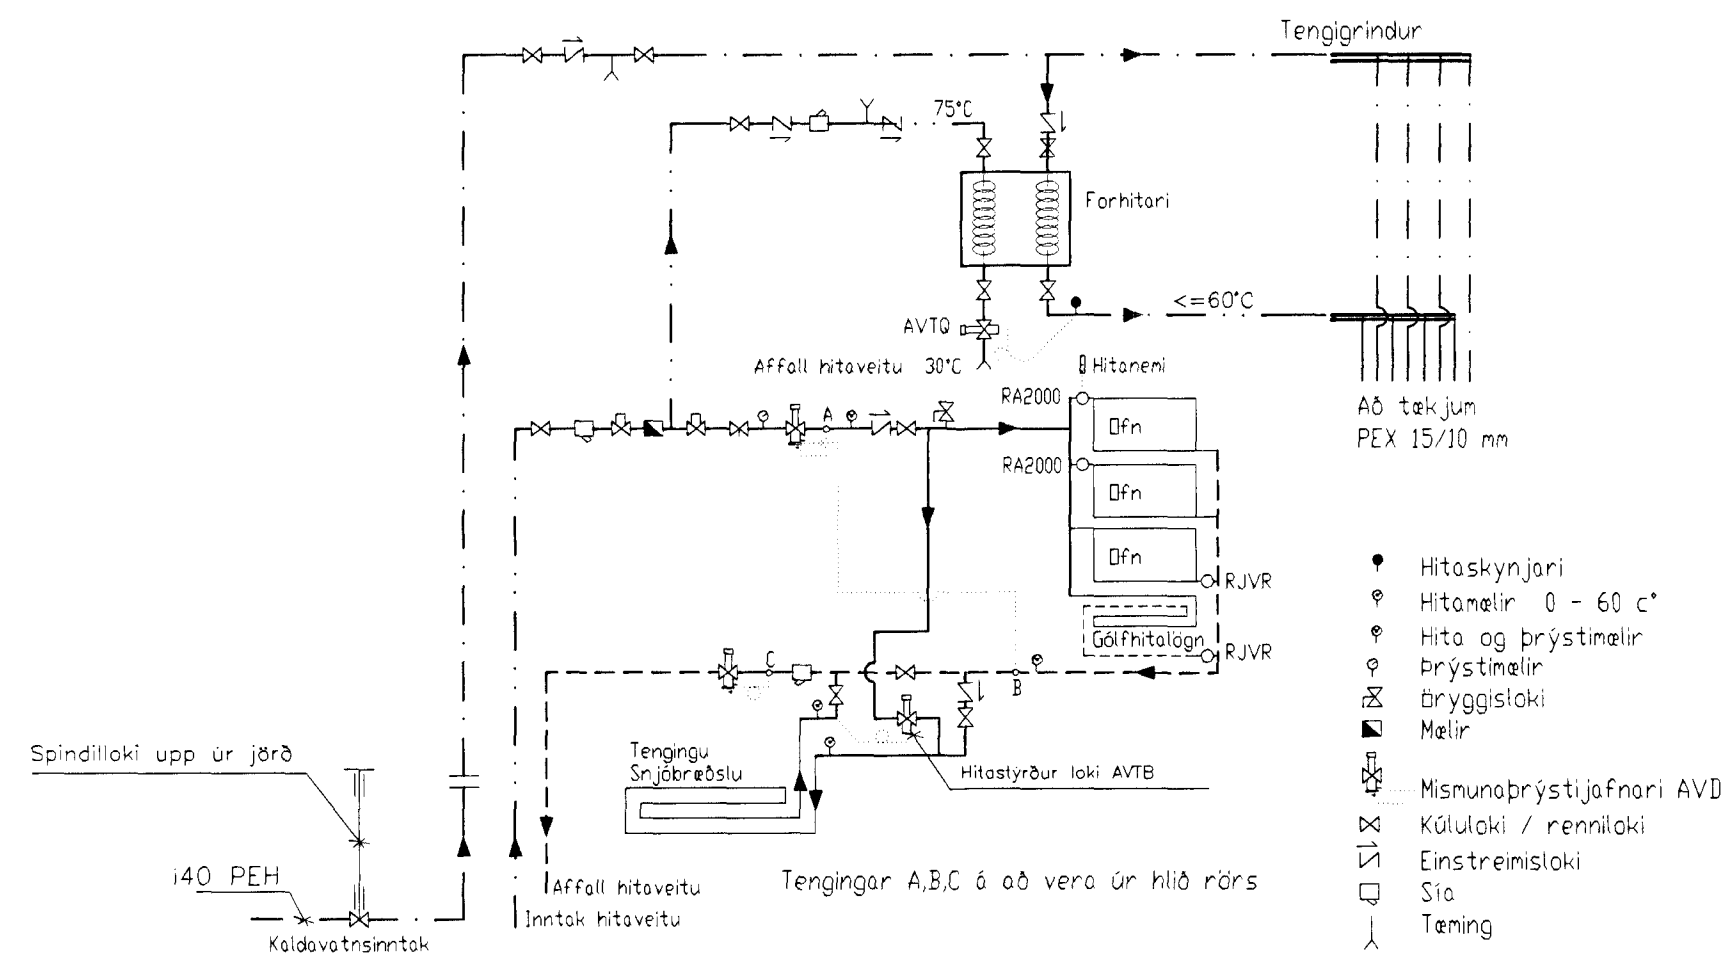 Tengigrindur
75°C
Forhitari
<=60°C
AVTQ
Affall hitaveitu 30°C
Hitanemi
RA2000
A
Ofn
Að tækjum
PEX 15/10 mm
RA2000
Ofn
Ofn
RJVR
Gólfhitalögn
RJVR
C
B
Hitaskynjari
Hitamælir 0 - 60 c°
Hita og þrýstimælir
Þrýstimælir
Öryggisloki
Mælir
Mismunaþrýstijafnari AVD
Kúluloki / renniloki
Einstreimisloki
Sía
Tæming
Spindilloki upp úr jörð
Tengingu
Snjóbræðslu
Hitastýrður loki AVTB
i40 PEH
Affall hitaveitu
Inntak hitaveitu
Kaldavatnsinntak
Tengingar A,B,C á að vera úr hlið rörs